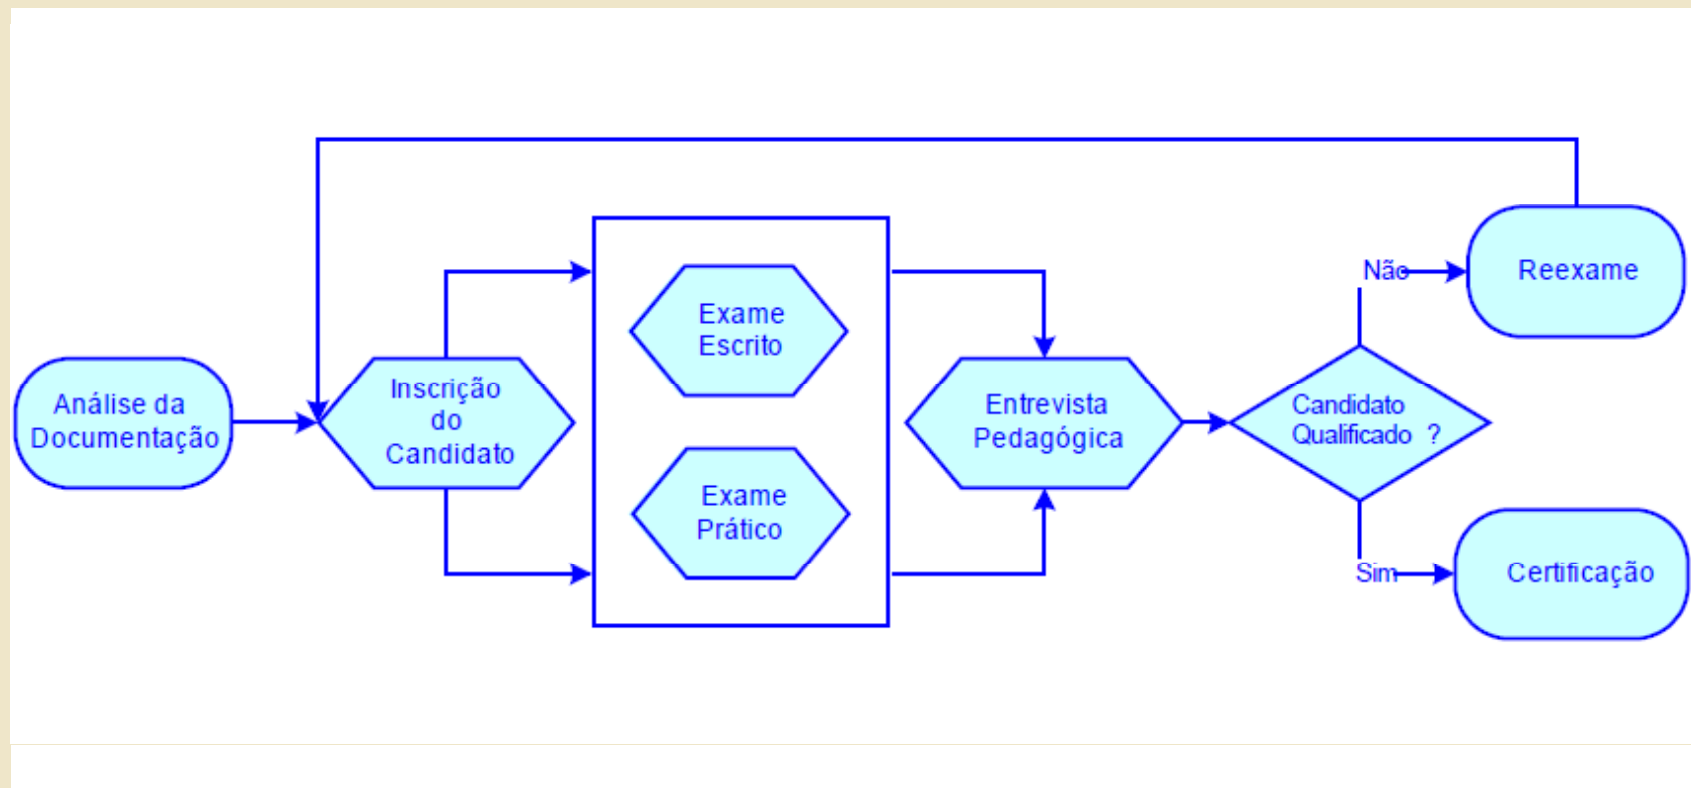 Análise da
Documentação
Inscrição
do
Candidato
Exame
Escrito
Exame
Prático
Entrevista
Pedagógica
Candidato
Qualificado ?
Não
Reexame
Sim
Certificação